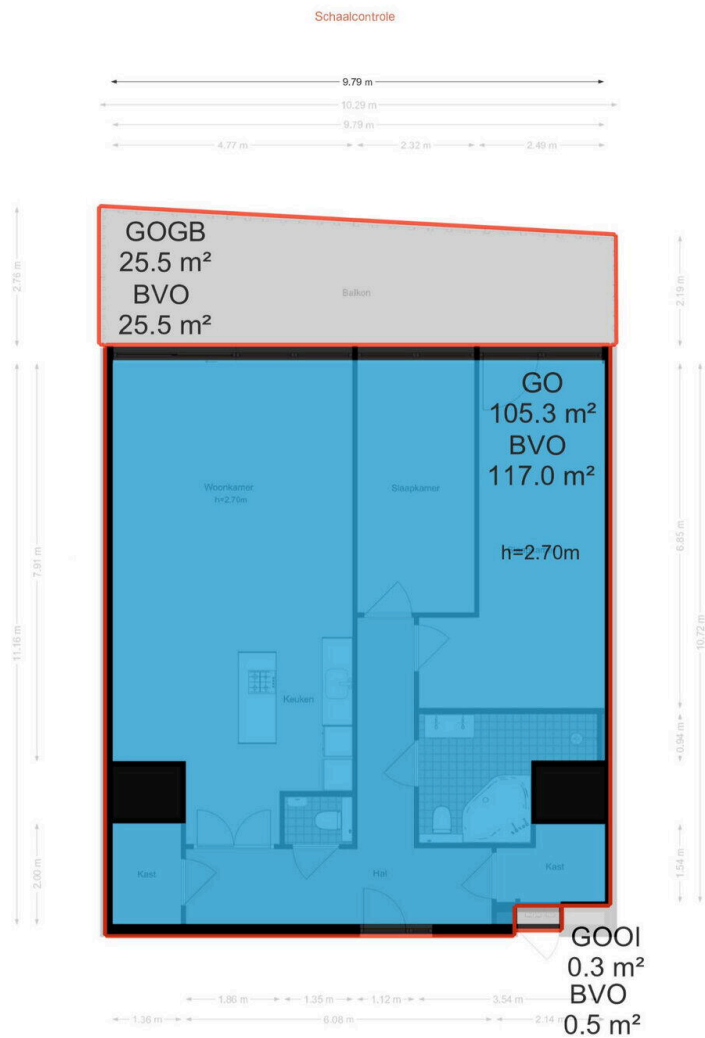 Schaalcontrole
9.79 m
10.29 m
9.79 m
4.77 m 2.32 m 2.49 m
GOGB
25.5 m²
BVO
25.5 m²
Balkon
2.76 m
2.19 m
GO
105.3 m²
BVO
117.0 m²
Woonkamer
h=2.70m
Slaapkamer
h=2.70m
7.91 m
11.16 m
6.85 m
10.72 m
Keuken
0.94 m
Kast
Hal
Kast
2.00 m
1.54 m
GOOI
0.3 m²
BVO
0.5 m²
1.86 m 1.35 m 1.12 m 3.54 m
1.36 m 6.08 m 2.14 m